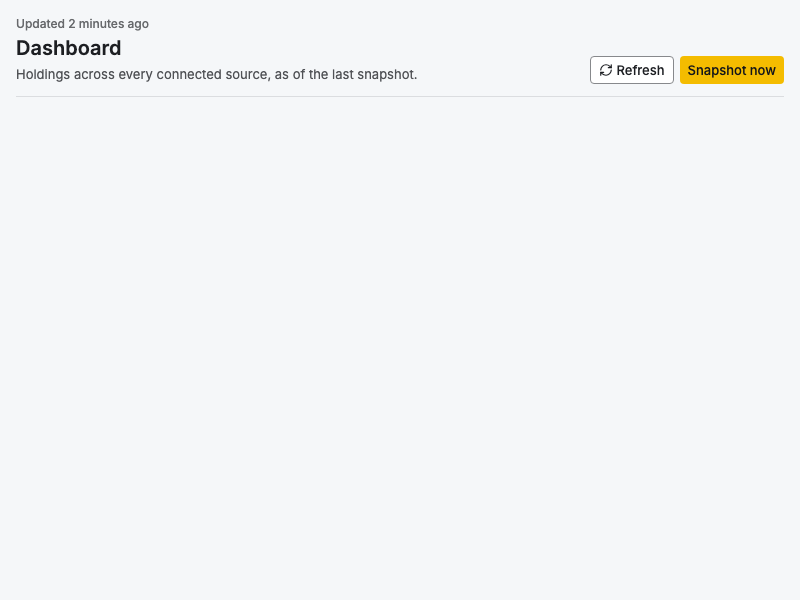 Updated 2 minutes ago
Dashboard
Holdings across every connected source, as of the last snapshot.
Refresh
Snapshot now